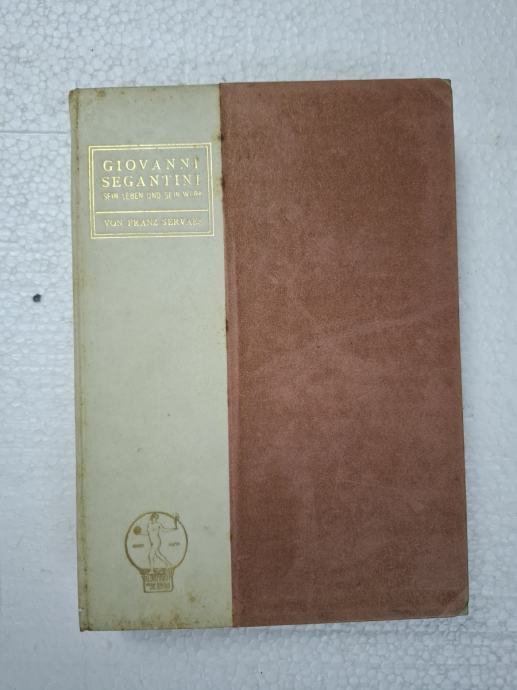 GIOVANNI
SEGANTINI
SEIN LEBEN UND SEIN WERK
VON FRANZ SERVAES